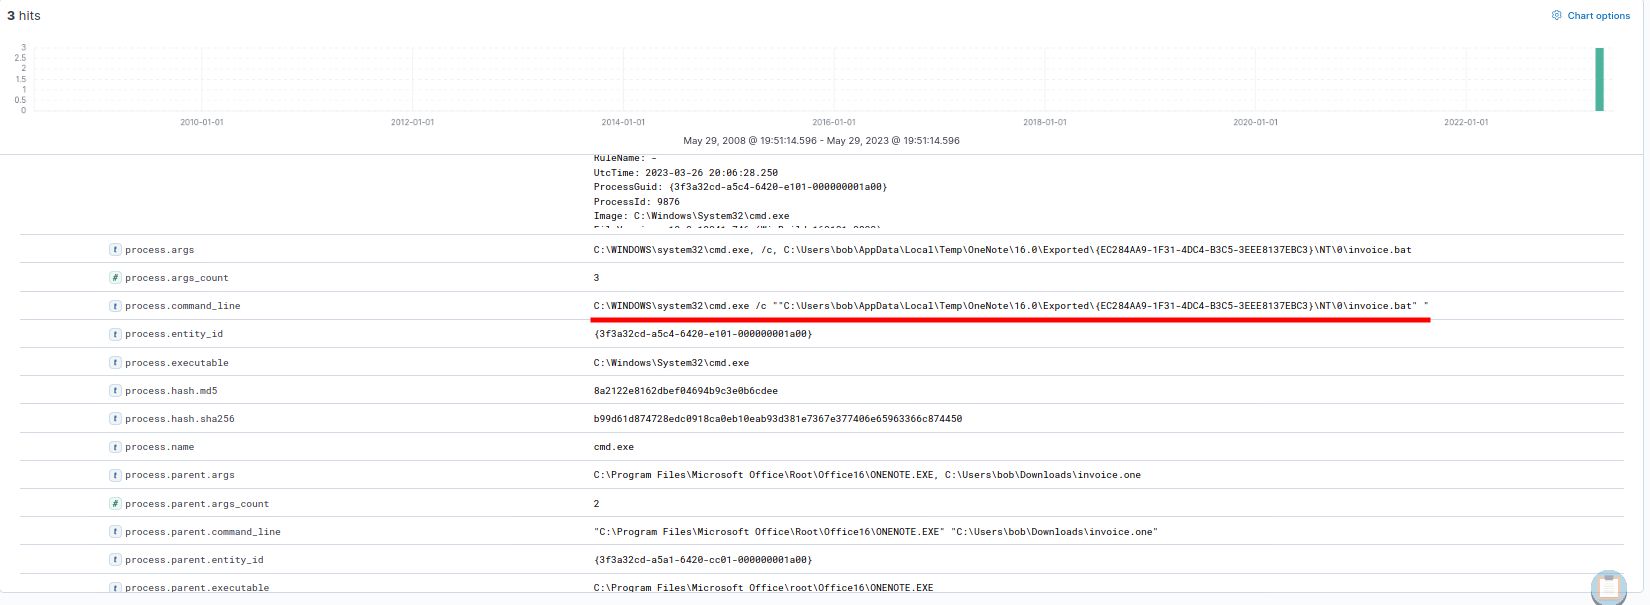 3 hits
Chart options
3
2.5
2
1.5
1
0.5
0
2010-01-01 2012-01-01 2014-01-01 2016-01-01 2018-01-01 2020-01-01 2022-01-01
May 29, 2008 @ 19:51:14.596 - May 29, 2023 @ 19:51:14.596
RuleName: -
UtcTime: 2023-03-26 20:06:28.250
ProcessGuid: {3f3a32cd-a5c4-6420-e101-000000001a00}
ProcessId: 9876
Image: C:\Windows\System32\cmd.exe
t process.args C:\WINDOWS\system32\cmd.exe, /c, C:\Users\bob\AppData\Local\Temp\OneNote\16.0\Exported\{EC284AA9-1F31-4DC4-B3C5-3EEE8137EBC3}\NT\0\invoice.bat
# process.args_count 3
t process.command_line C:\WINDOWS\system32\cmd.exe /c ""C:\Users\bob\AppData\Local\Temp\OneNote\16.0\Exported\{EC284AA9-1F31-4DC4-B3C5-3EEE8137EBC3}\NT\0\invoice.bat" "
t process.entity_id {3f3a32cd-a5c4-6420-e101-000000001a00}
t process.executable C:\Windows\System32\cmd.exe
t process.hash.md5 8a2122e8162dbef04694b9c3e0b6cdee
t process.hash.sha256 b99d61d874728edc0918ca0eb10eab93d381e7367e377406e65963366c874450
t process.name cmd.exe
t process.parent.args C:\Program Files\Microsoft Office\Root\Office16\ONENOTE.EXE, C:\Users\bob\Downloads\invoice.one
# process.parent.args_count 2
t process.parent.command_line "C:\Program Files\Microsoft Office\Root\Office16\ONENOTE.EXE" "C:\Users\bob\Downloads\invoice.one"
t process.parent.entity_id {3f3a32cd-a5a1-6420-cc01-000000001a00}
t process.parent.executable C:\Program Files\Microsoft Office\root\Office16\ONENOTE.EXE